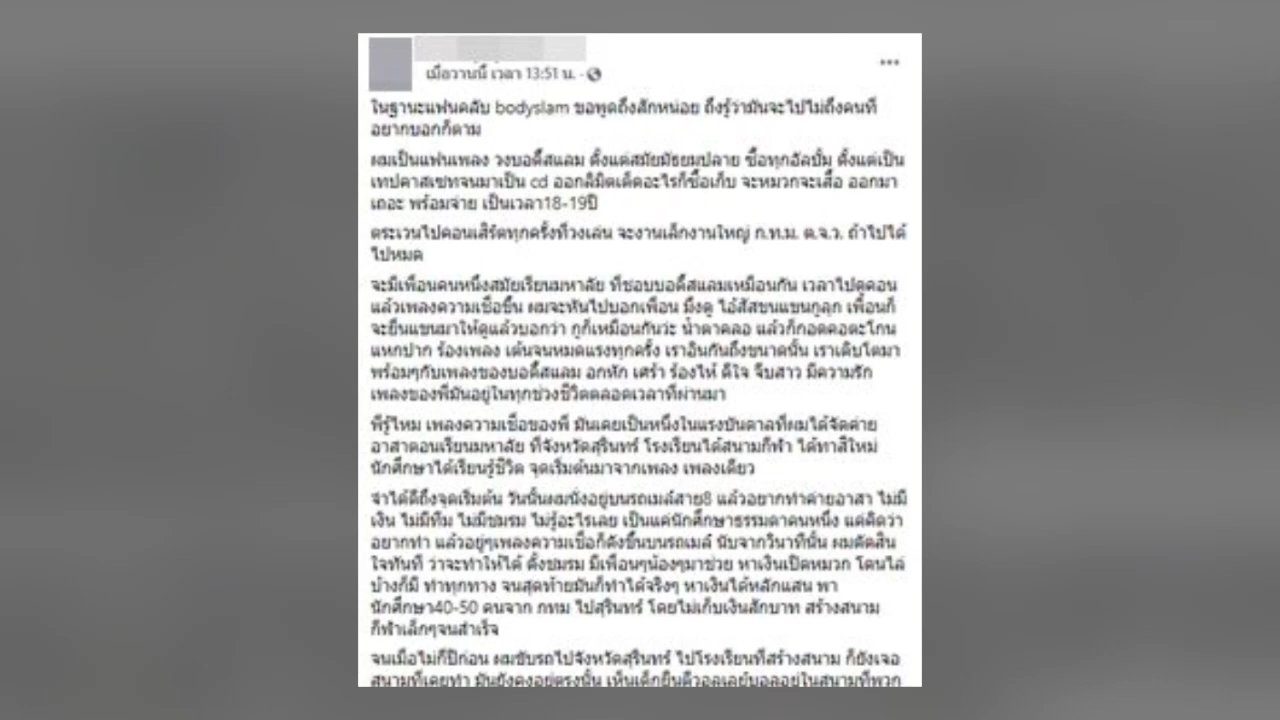 เมื่อวานนี้ เวลา 13:51 น.
ในฐานะแฟนคลับ bodyslam ขอพูดถึงสักหน่อย ถึงรู้ว่ามันจะไปไม่ถึงคนที่
อยากบอกก็ตาม
ผมเป็นแฟนเพลง วงบอดี้สแลม ตั้งแต่สมัยมัธยมปลาย ซื้อทุกอัลบั้ม ตั้งแต่เป็น
เทปคาสเซทจนมาเป็น cd ออกลิมิตเต็ดอะไรก็ซื้อเก็บ จะหมวกจะเสื้อ ออกมา
เถอะ พร้อมจ่าย เป็นเวลา18-19ปี
ตระเวนไปคอนเสิร์ตทุกครั้งที่วงเล่น จะงานเล็กงานใหญ่ ก.ท.ม. ต.จ.ว. ถ้าไปได้
ไปหมด
จะมีเพื่อนคนหนึ่งสมัยเรียนมหาลัย ที่ชอบบอดี้สแลมเหมือนกัน เวลาไปดูคอน
แล้วเพลงความเชื่อขึ้น ผมจะหันไปบอกเพื่อน มึงดู ไอ้สัสขนแขนกูลุก เพื่อนก็
จะยื่นแขนมาให้ดูแล้วบอกว่า กูก็เหมือนกันว่ะ น้ำตาคลอ แล้วก็กอดคอตะโกน
แหกปาก ร้องเพลง เต้นจนหมดแรงทุกครั้ง เราอินกันถึงขนาดนั้น เราเติบโตมา
พร้อมๆกับเพลงของบอดี้สแลม อกหัก เศร้า ร้องไห้ ดีใจ จีบสาว มีความรัก
เพลงของพี่มันอยู่ในทุกช่วงชีวิตตลอดเวลาที่ผ่านมา
พี่รู้ไหม เพลงความเชื่อของพี่ มันเคยเป็นหนึ่งในแรงบันดาลที่ผมได้จัดค่าย
อาสาตอนเรียนมหาลัย ที่จังหวัดสุรินทร์ โรงเรียนได้สนามกีฬา ได้ทาสีใหม่
นักศึกษาได้เรียนรู้ชีวิต จุดเริ่มต้นมาจากเพลง เพลงเดียว
จำได้ดีถึงจุดเริ่มต้น วันนั้นผมนั่งอยู่บนรถเมล์สาย8 แล้วอยากทำค่ายอาสา ไม่มี
เงิน ไม่มีทีม ไม่มีชมรม ไม่รู้อะไรเลย เป็นแค่นักศึกษาธรรมดาคนหนึ่ง แต่คิดว่า
อยากทำ แล้วอยู่ๆเพลงความเชื่อก็ดังขึ้นบนรถเมล์ นับจากวินาทีนั้น ผมตัดสิน
ใจทันที ว่าจะทำให้ได้ ตั้งชมรม มีเพื่อนๆน้องๆมาช่วย หาเงินเปิดหมวก โดนไล่
บ้างก็มี ทำทุกทาง จนสุดท้ายมันก็ทำได้จริงๆ หาเงินได้หลักแสน พา
นักศึกษา40-50 คนจาก กทม ไปสุรินทร์ โดยไม่เก็บเงินสักบาท สร้างสนาม
กีฬาเล็กๆจนสำเร็จ
จนเมื่อไม่กี่ปีก่อน ผมขับรถไปจังหวัดสุรินทร์ ไปโรงเรียนที่สร้างสนาม ก็ยังเจอ
สนามที่เคยทำ มันยังคงอยู่ตรงนั้น เห็นเด็กยืนตีวอลเลย์บอลอยู่ในสนามที่พวก